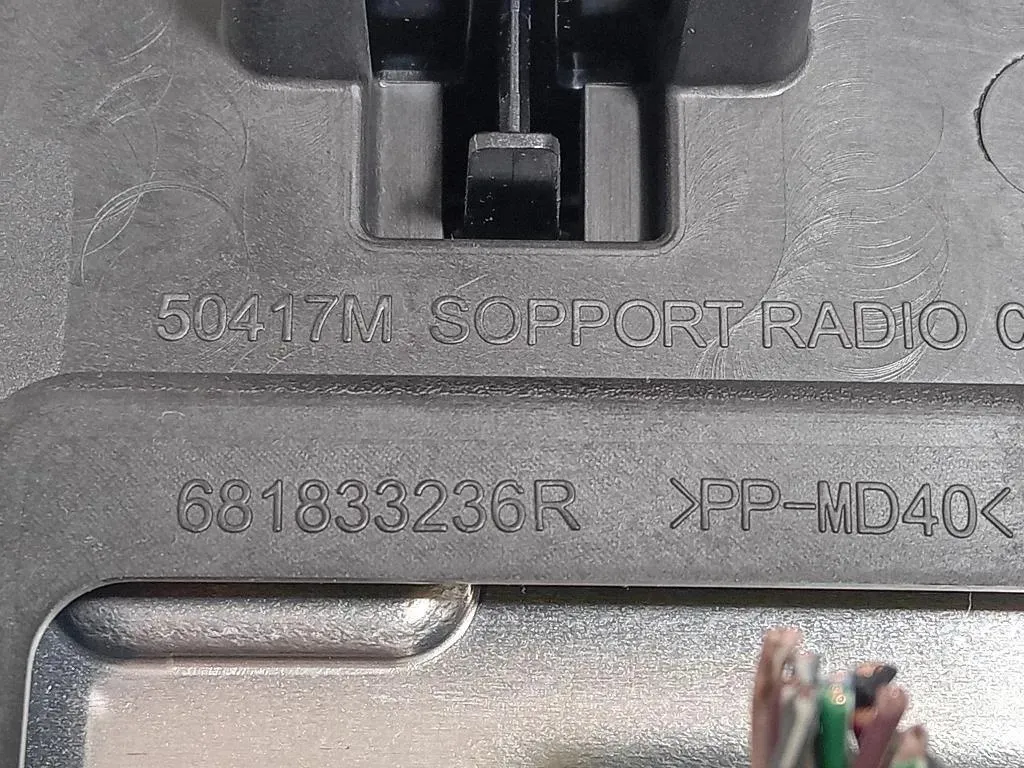 50417M SOPPORT RADIO C
681833236R >PP-MD40<